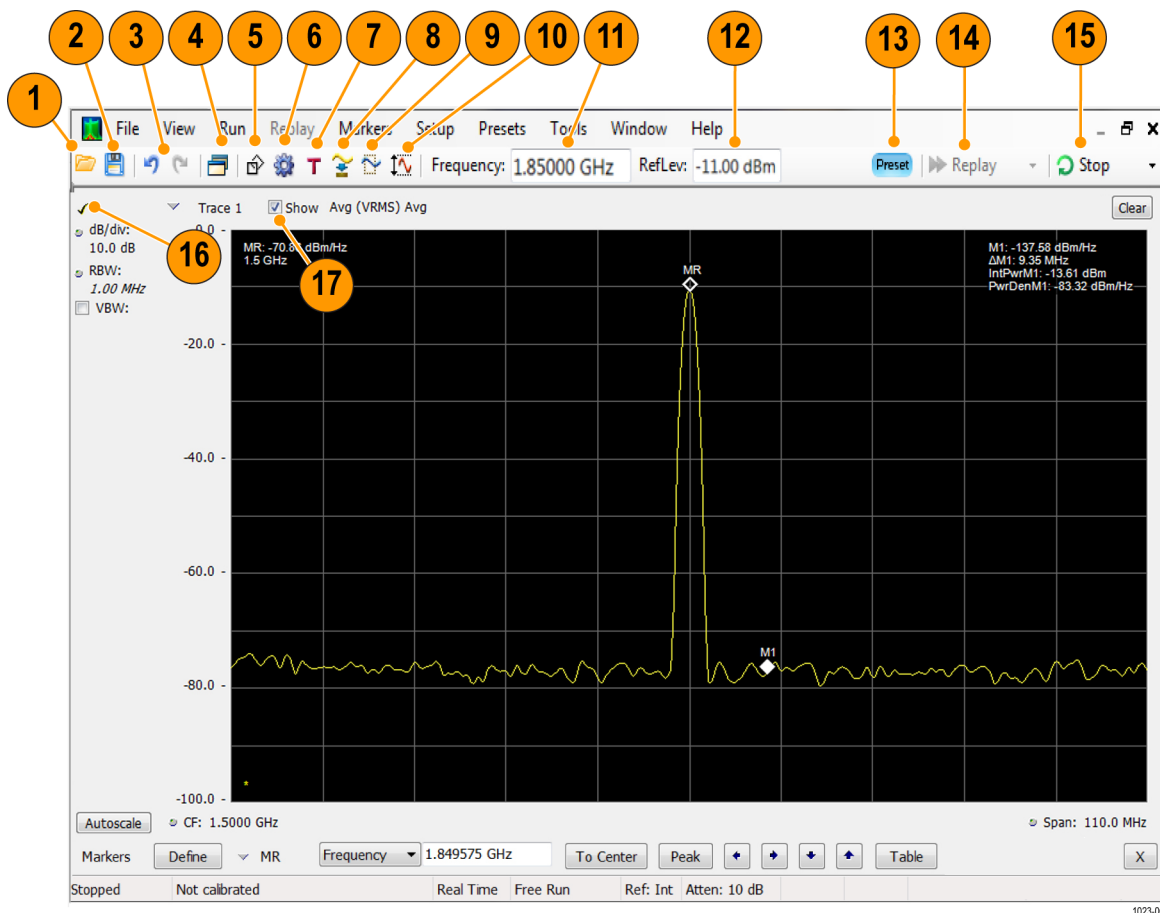 2 3 4 5 6 7 8 9 10 11 12 13 14 15
1
File View Run Replay Markers Setup Presets Tools Window Help
T Frequency: 1.85000 GHz RefLev: -11.00 dBm Preset Replay Stop
Trace 1 Show Avg (VRMS) Avg Clear
dB/div:
10.0 dB
RBW:
1.00 MHz
VBW:
16
17
MR: dBm/Hz
1.5 GHz
MR
M1: -137.58 dBm/Hz
ΔM1: 9.35 MHz
IntPwrM1: -13.61 dBm
PwrDenM1: -83.32 dBm/Hz
-20.0
-40.0
-60.0
M1
-80.0
-100.0
*
Autoscale CF: 1.5000 GHz Span: 110.0 MHz
Markers Define MR Frequency 1.849575 GHz To Center Peak Table X
Stopped Not calibrated Real Time Free Run Ref: Int Atten: 10 dB